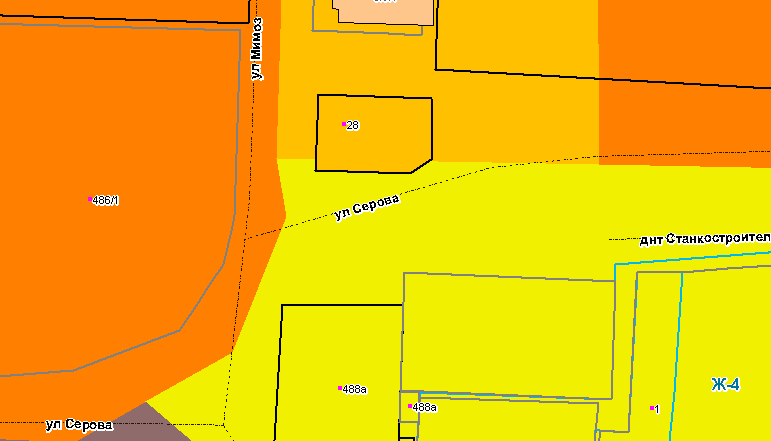 ул Мимоз
28
486/1
ул Серова
днт Станкостроител
Ж-4
488а
488а
1
ул Серова